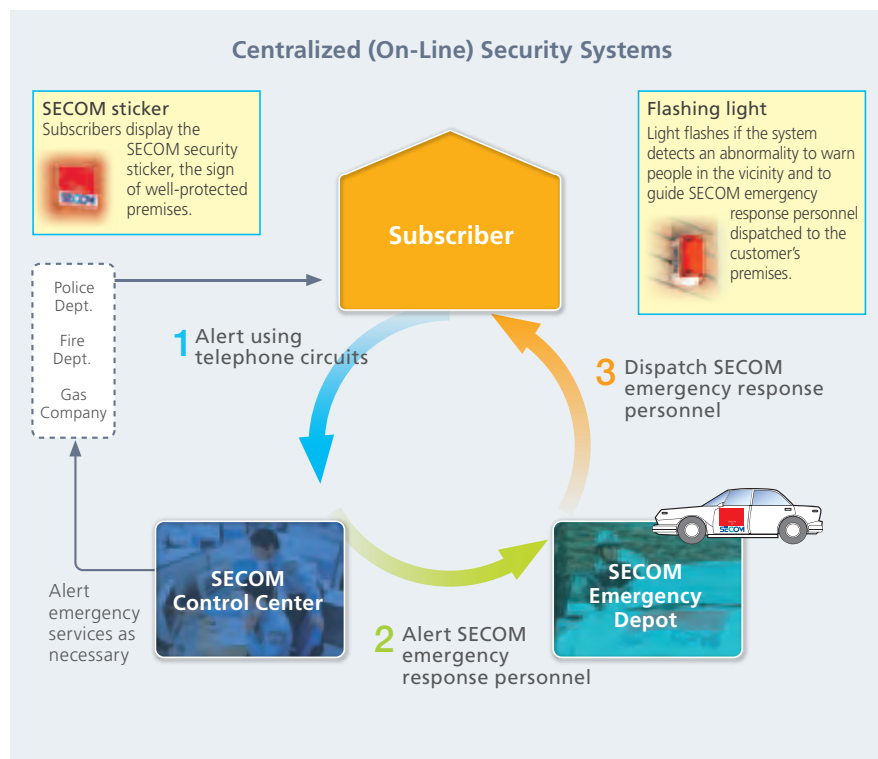 Centralized (On-Line) Security Systems
SECOM sticker
Subscribers display the
SECOM security
sticker, the sign
of well-protected
premises.
SECOM
Flashing light
Light flashes if the system
detects an abnormality to warn
people in the vicinity and to
guide SECOM emergency
response personnel
dispatched to the
customer's
premises.
Subscriber
Police
Dept.
Fire
Dept.
Gas
Company
1 Alert using
telephone circuits
3 Dispatch SECOM
emergency response
personnel
SECOM
SECOM
Control Center
SECOM
Emergency
Depot
Alert
emergency
services as
necessary
2 Alert SECOM
emergency
response personnel